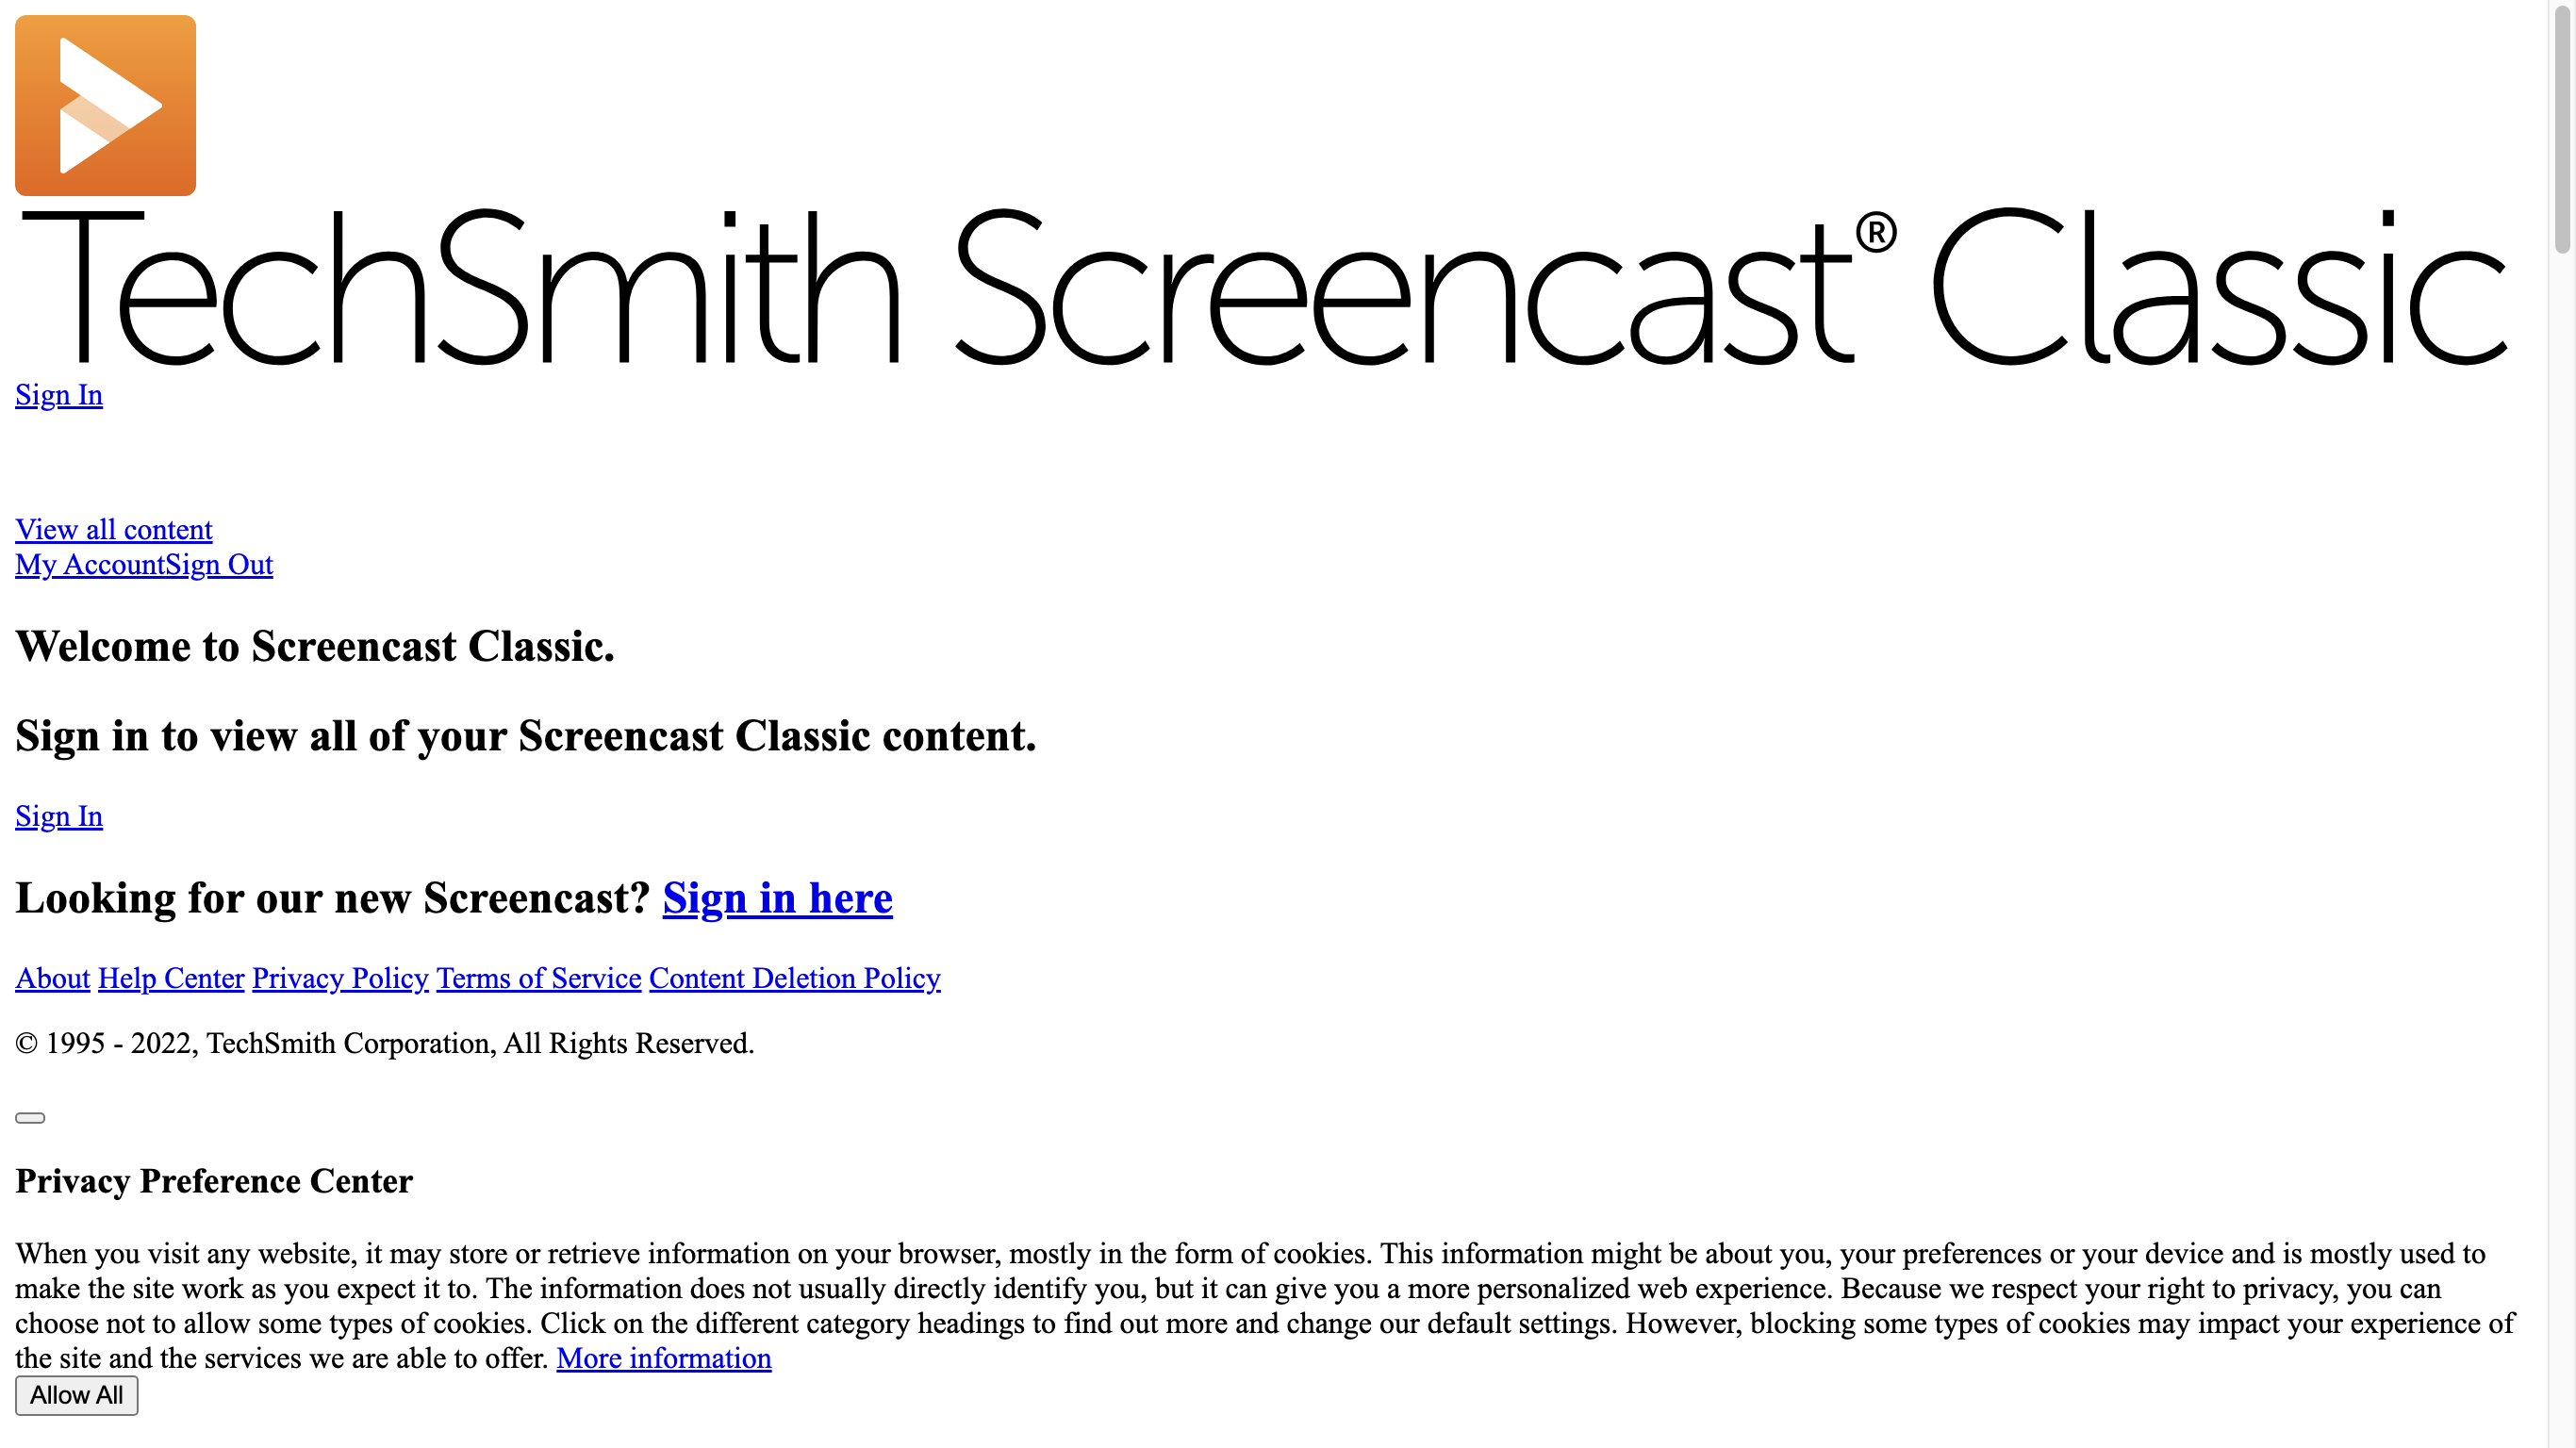 TechSmith Screencast® Classic
Sign In
View all content
My AccountSign Out
Welcome to Screencast Classic.
Sign in to view all of your Screencast Classic content.
Sign In
Looking for our new Screencast? Sign in here
About Help Center Privacy Policy Terms of Service Content Deletion Policy
© 1995 - 2022, TechSmith Corporation, All Rights Reserved.
Privacy Preference Center
When you visit any website, it may store or retrieve information on your browser, mostly in the form of cookies. This information might be about you, your preferences or your device and is mostly used to
make the site work as you expect it to. The information does not usually directly identify you, but it can give you a more personalized web experience. Because we respect your right to privacy, you can
choose not to allow some types of cookies. Click on the different category headings to find out more and change our default settings. However, blocking some types of cookies may impact your experience of
the site and the services we are able to offer. More information
Allow All